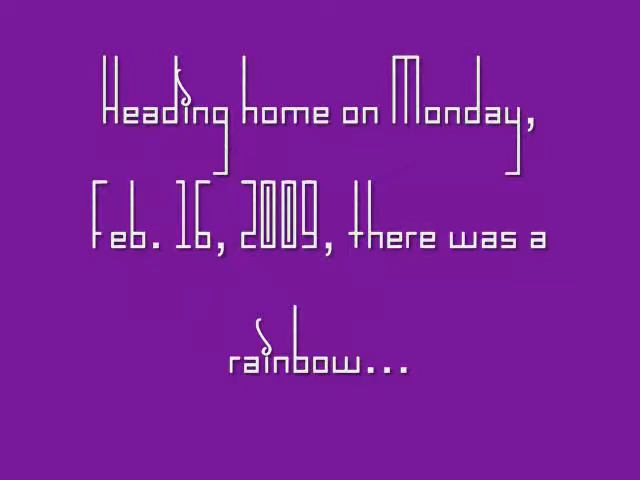 Heading home on Monday,
Feb. 16, 2009, there was a
rainbow...